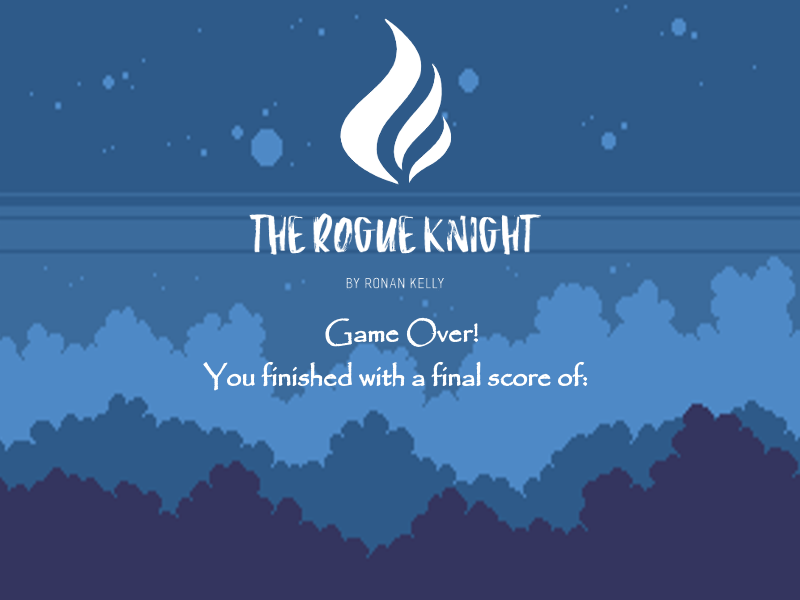 THE ROGUE KNIGHT
BY RONAN KELLY
Game Over!
You finished with a final score of: